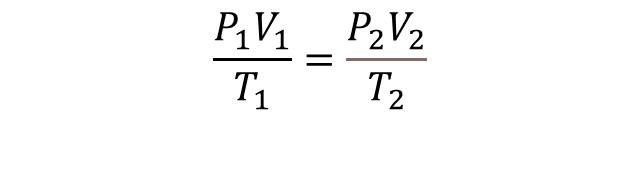 P₁V₁/T₁ = P₂V₂/T₂